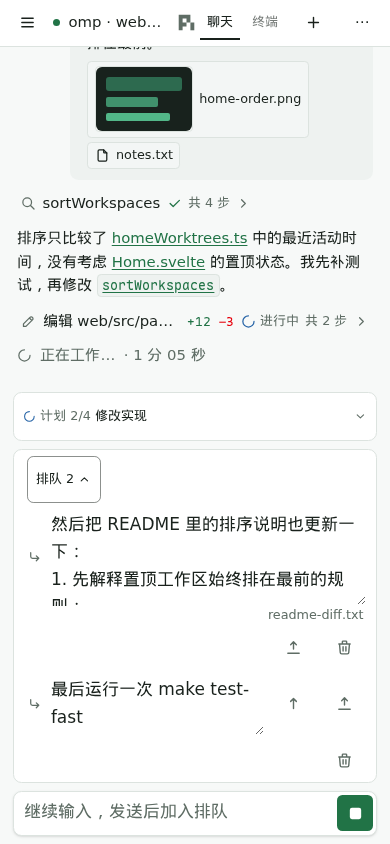 omp · web…
聊天
终端
home-order.png
notes.txt
sortWorkspaces 共 4 步
排序只比较了 homeWorktrees.ts 中的最近活动时
间，没有考虑 Home.svelte 的置顶状态。我先补测
试，再修改 sortWorkspaces。
编辑 web/src/pa… +12 −3 进行中 共 2 步
正在工作… · 1 分 05 秒
计划 2/4 修改实现
排队 2
然后把 README 里的排序说明也更新一
下：
1. 先解释置顶工作区始终排在最前的规
readme-diff.txt
最后运行一次 make test-
fast
继续输入，发送后加入排队